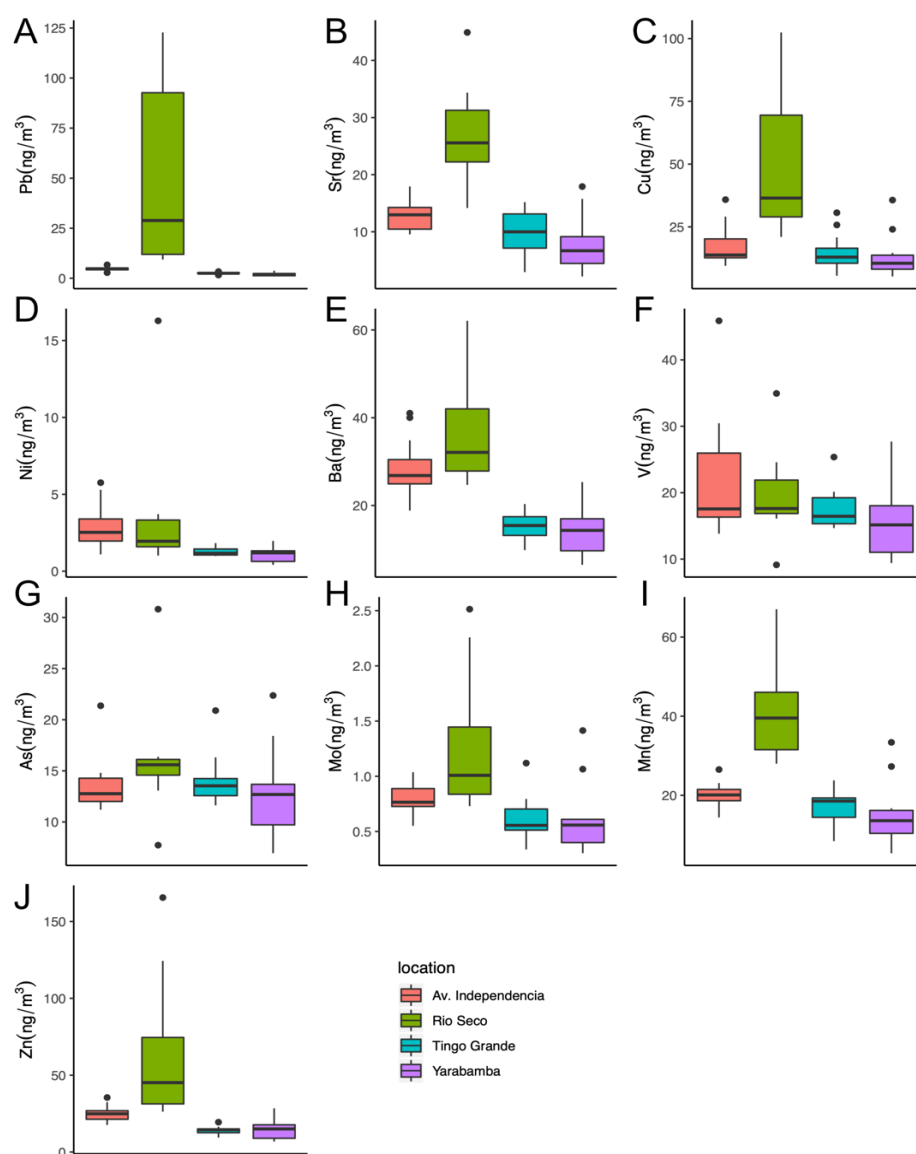 A
Pb(ng/m³)
125
100
75
50
25
0
B
Sr(ng/m³)
40
30
20
10
C
Cu(ng/m³)
100
75
50
25
D
Ni(ng/m³)
15
10
5
0
E
Ba(ng/m³)
60
40
20
F
V(ng/m³)
40
30
20
10
G
As(ng/m³)
30
25
20
15
10
H
Mo(ng/m³)
2.5
2.0
1.5
1.0
0.5
I
Mn(ng/m³)
60
40
20
J
Zn(ng/m³)
150
100
50
0
location
Av. Independencia
Rio Seco
Tingo Grande
Yarabamba